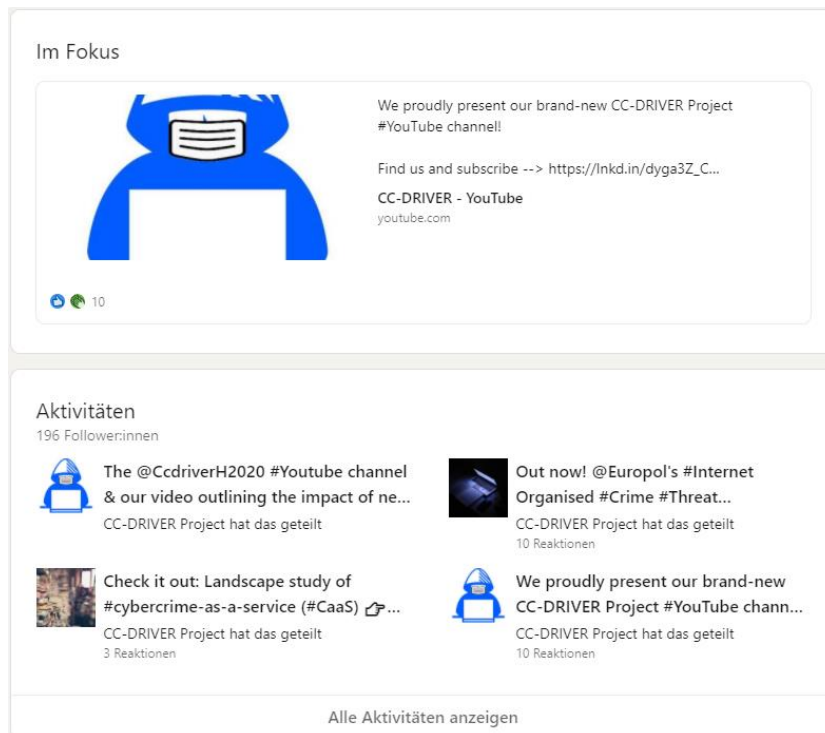 Im Fokus
We proudly present our brand-new CC-DRIVER Project
#YouTube channel!
Find us and subscribe --> https://lnkd.in/dyga3Z_C...
CC-DRIVER - YouTube
youtube.com
10
Aktivitäten
196 Follower:innen
The @CcdriverH2020 #Youtube channel
& our video outlining the impact of ne...
CC-DRIVER Project hat das geteilt
Out now! @Europol's #Internet
Organised #Crime #Threat...
CC-DRIVER Project hat das geteilt
10 Reaktionen
Check it out: Landscape study of
#cybercrime-as-a-service (#CaaS) 👉...
CC-DRIVER Project hat das geteilt
3 Reaktionen
We proudly present our brand-new
CC-DRIVER Project #YouTube chann...
CC-DRIVER Project hat das geteilt
10 Reaktionen
Alle Aktivitäten anzeigen